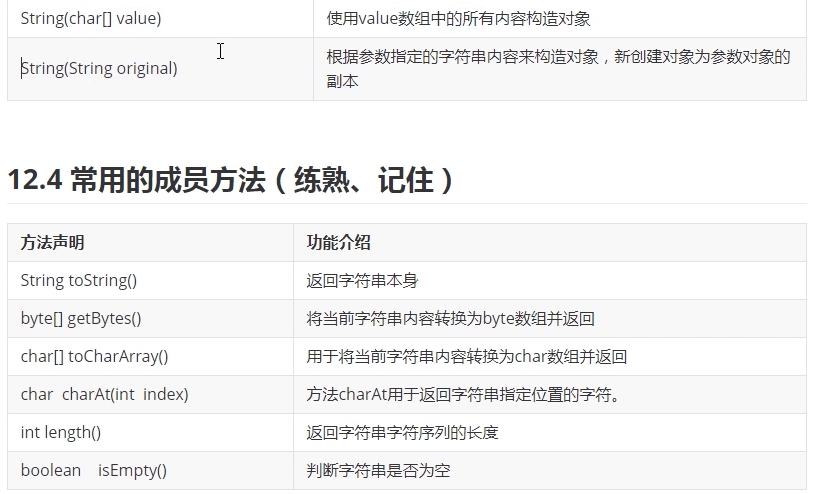 String(char[] value) 使用value数组中的所有内容构造对象
String(String original) 根据参数指定的字符串内容来构造对象，新创建对象为参数对象的
副本
12.4 常用的成员方法（练熟、记住）
方法声明 功能介绍
String toString() 返回字符串本身
byte[] getBytes() 将当前字符串内容转换为byte数组并返回
char[] toCharArray() 用于将当前字符串内容转换为char数组并返回
char charAt(int index) 方法charAt用于返回字符串指定位置的字符。
int length() 返回字符串字符序列的长度
boolean isEmpty() 判断字符串是否为空